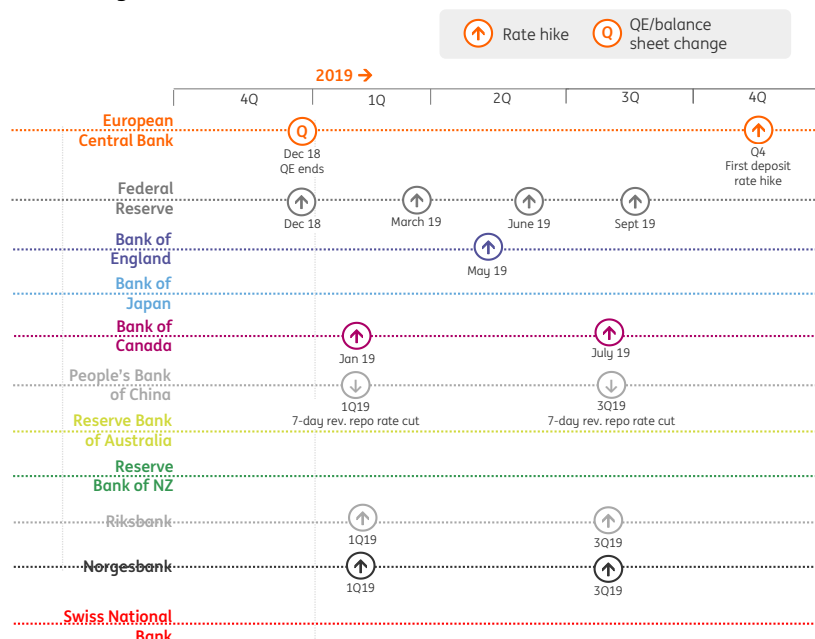 Rate hike
Q
QE/balance
sheet change
2019 →
4Q 1Q 2Q 3Q 4Q
European
Central Bank
Q
Dec 18
QE ends
Q4
First deposit
rate hike
Federal
Reserve
Dec 18
March 19
June 19
Sept 19
Bank of
England
May 19
Bank of
Japan
Bank of
Canada
Jan 19
July 19
People's Bank
of China
1Q19
7-day rev. repo rate cut
3Q19
7-day rev. repo rate cut
Reserve Bank
of Australia
Reserve
Bank of NZ
Riksbank
1Q19
3Q19
Norgesbank
1Q19
3Q19
Swiss National
Bank